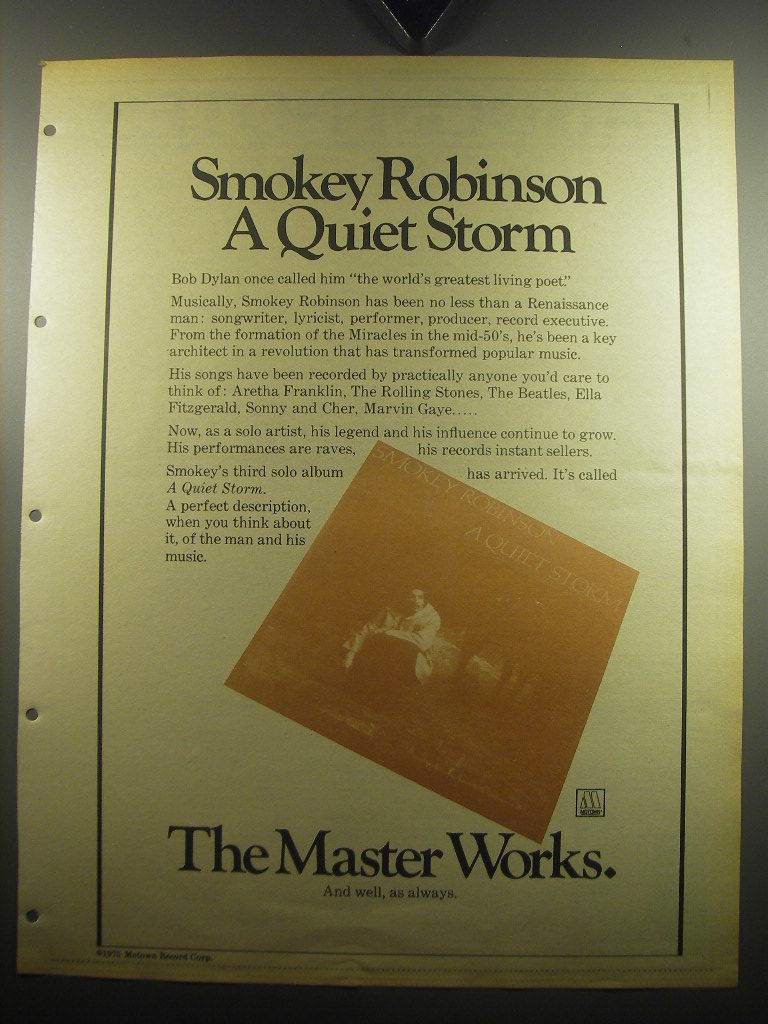 Smokey Robinson
A Quiet Storm
Bob Dylan once called him "the world's greatest living poet."
Musically, Smokey Robinson has been no less than a Renaissance
man: songwriter, lyricist, performer, producer, record executive.
From the formation of the Miracles in the mid-50's, he's been a key
architect in a revolution that has transformed popular music.
His songs have been recorded by practically anyone you'd care to
think of: Aretha Franklin, The Rolling Stones, The Beatles, Ella
Fitzgerald, Sonny and Cher, Marvin Gaye.....
Now, as a solo artist, his legend and his influence continue to grow.
His performances are raves, his records instant sellers.
Smokey's third solo album has arrived. It's called
A Quiet Storm.
A perfect description,
when you think about
it, of the man and his
music.
SMOKEY ROBINSON
A QUIET STORM
MOTOWN
The Master Works.
And well, as always.
©1975 Motown Record Corp.